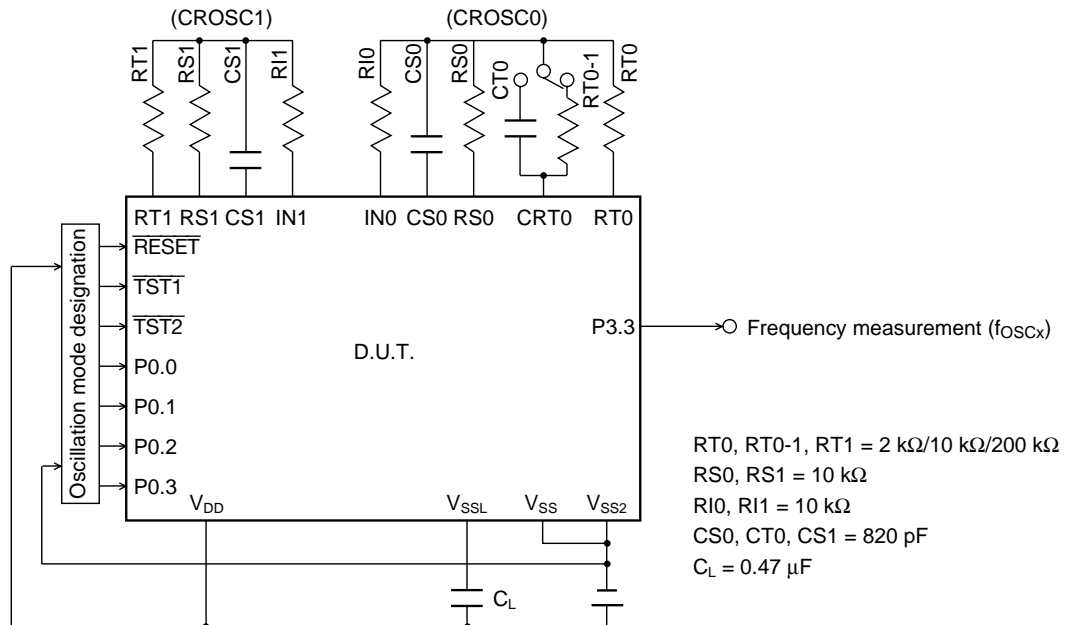 (CROSC1)
(CROSC0)
RT1
RS1
CS1
RI1
RI0
CS0
RS0
CT0
RT0-1
RT0
RT1 RS1 CS1 IN1 IN0 CS0 RS0 CRT0 RT0
Oscillation mode designation
RESET
TST1
TST2
P0.0
P0.1
P0.2
P0.3
D.U.T.
P3.3
Frequency measurement (fOSCx)
VDD
VSSL
VSS
VSS2
CL
RT0, RT0-1, RT1 = 2 kΩ/10 kΩ/200 kΩ
RS0, RS1 = 10 kΩ
RI0, RI1 = 10 kΩ
CS0, CT0, CS1 = 820 pF
CL = 0.47 μF